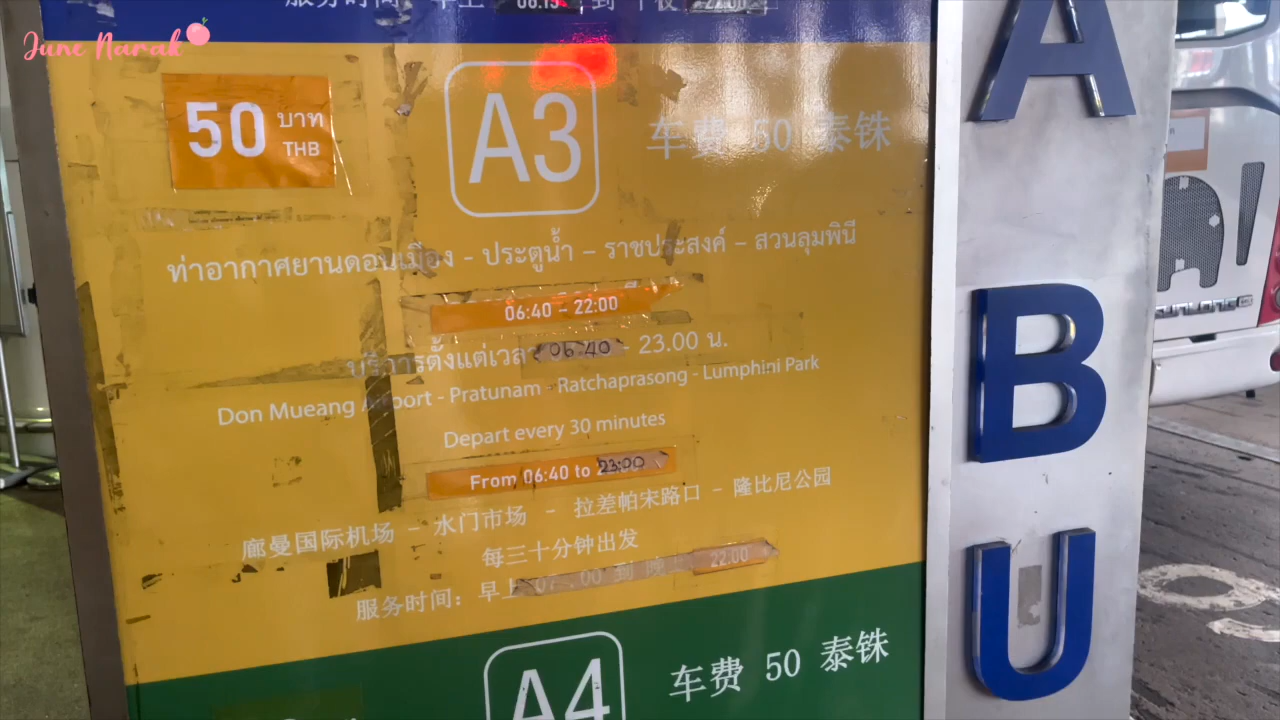 June Narak
服务时间: 早上 06.15 到 午夜 22:00
50 บาท
THB
A3
车费 50 泰铢
ท่าอากาศยานดอนเมือง - ประตูน้ำ – ราชประสงค์ – สวนลุมพินี
06:40 – 22:00
บริการตั้งแต่เวลา 06:40 - 23.00 น.
Don Mueang Airport - Pratunam - Ratchaprasong - Lumphini Park
Depart every 30 minutes
From 06:40 to 23:00
廊曼国际机场 – 水门市场 – 拉差帕宋路口 – 隆比尼公园
每三十分钟出发
服务时间: 早上 07.00 到 晚上 22:00
A4
车费 50 泰铢
A
B
U